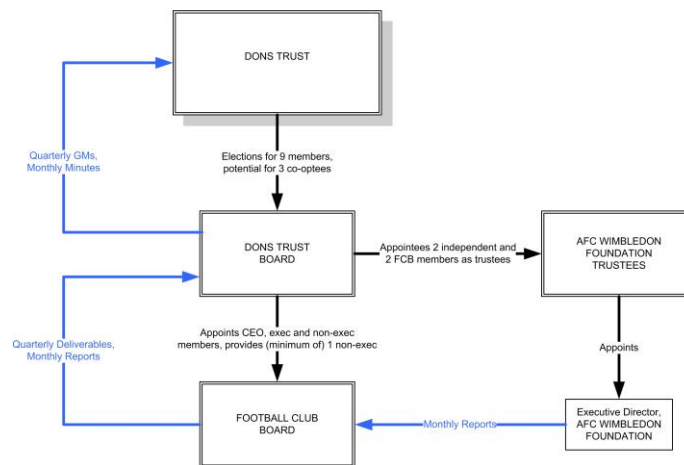 DONS TRUST
Quarterly GMs,
Monthly Minutes
Elections for 9 members,
potential for 3 co-optees
DONS TRUST
BOARD
Appointees 2 independent and
2 FCB members as trustees
AFC WIMBLEDON
FOUNDATION
TRUSTEES
Quarterly Deliverables,
Monthly Reports
Appoints CEO, exec and non-exec
members, provides (minimum of) 1 non-exec
Appoints
FOOTBALL CLUB
BOARD
Monthly Reports
Executive Director,
AFC WIMBLEDON
FOUNDATION